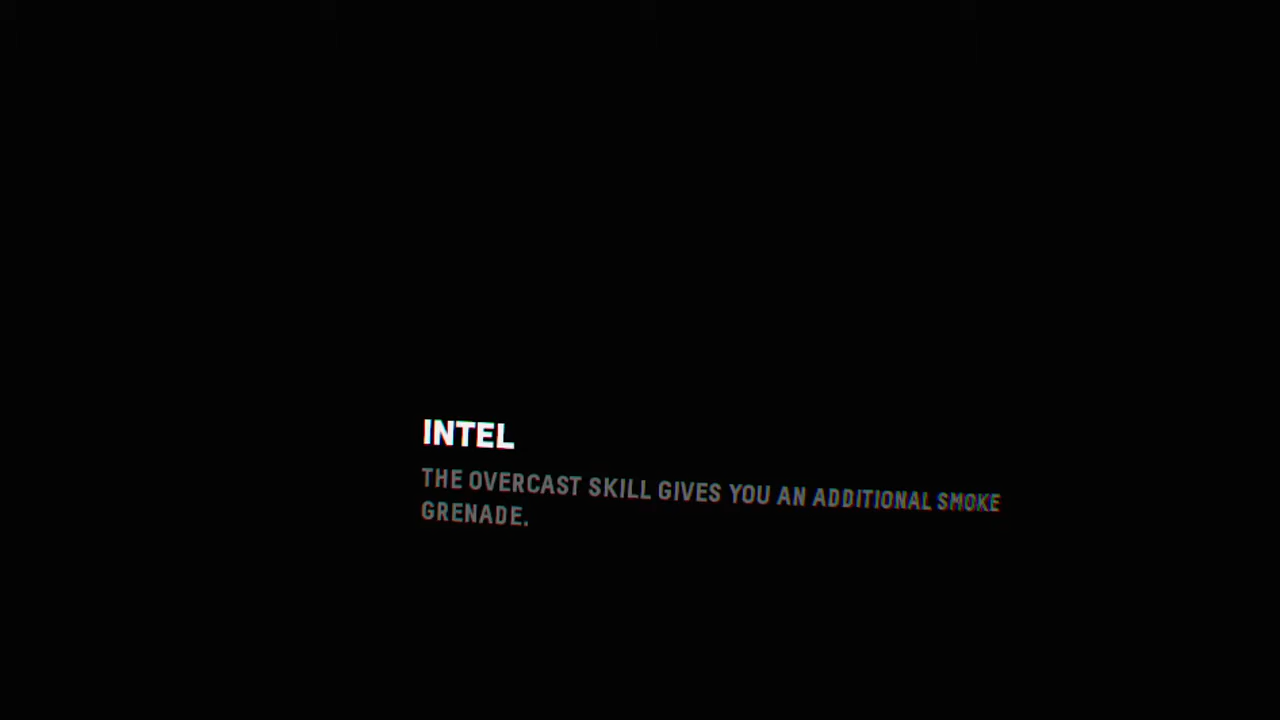 INTEL
THE OVERCAST SKILL GIVES YOU AN ADDITIONAL SMOKE
GRENADE.